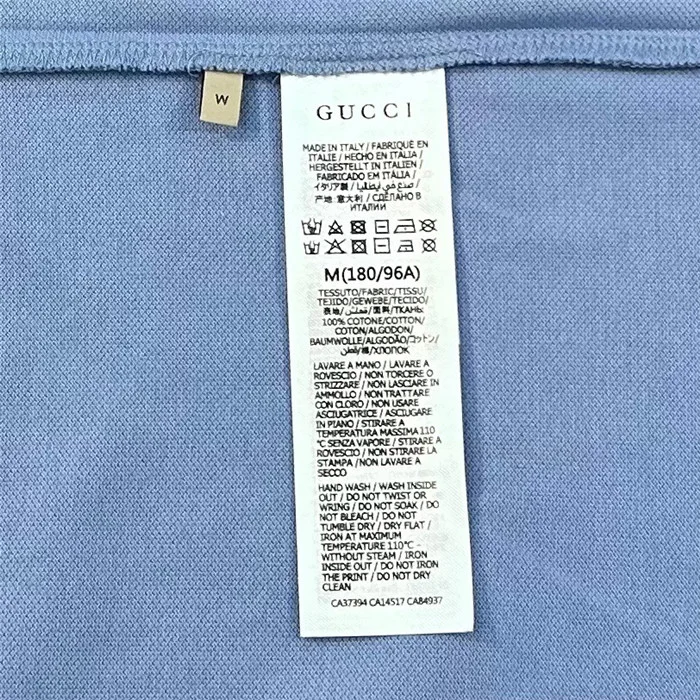 W
GUCCI
MADE IN ITALY / FABRIQUÉ EN
ITALIE / HECHO EN ITALIA /
HERGESTELLT IN ITALIEN /
FABRICADO EM ITÁLIA /
イタリア製 / صنع في إيطاليا /
产地: 意大利 / СДЕЛАНО В
ИТАЛИИ
M(180/96A)
TESSUTO/FABRIC/TISSU/
TEJIDO/GEWEBE/TECIDO/
表地/قماش/面料/ТКАНЬ:
100% COTONE/COTTON/
COTON/ALGODON/
BAUMWOLLE/ALGODÃO/コットン/
قطن/棉/ХЛОПОК
LAVARE A MANO / LAVARE A
ROVESCIO / NON TORCERE O
STRIZZARE / NON LASCIARE IN
AMMOLLO / NON TRATTARE
CON CLORO / NON USARE
ASCIUGATRICE / ASCIUGARE
IN PIANO / STIRARE A
TEMPERATURA MASSIMA 110
°C SENZA VAPORE / STIRARE A
ROVESCIO / NON STIRARE LA
STAMPA /NON LAVARE A
SECCO
HAND WASH / WASH INSIDE
OUT / DO NOT TWIST OR
WRING / DO NOT SOAK / DO
NOT BLEACH / DO NOT
TUMBLE DRY / DRY FLAT /
IRON AT MAXIMUM
TEMPERATURE 110°C -
WITHOUT STEAM / IRON
INSIDE OUT / DO NOT IRON
THE PRINT / DO NOT DRY
CLEAN
CA37394 CA14517 CA84937